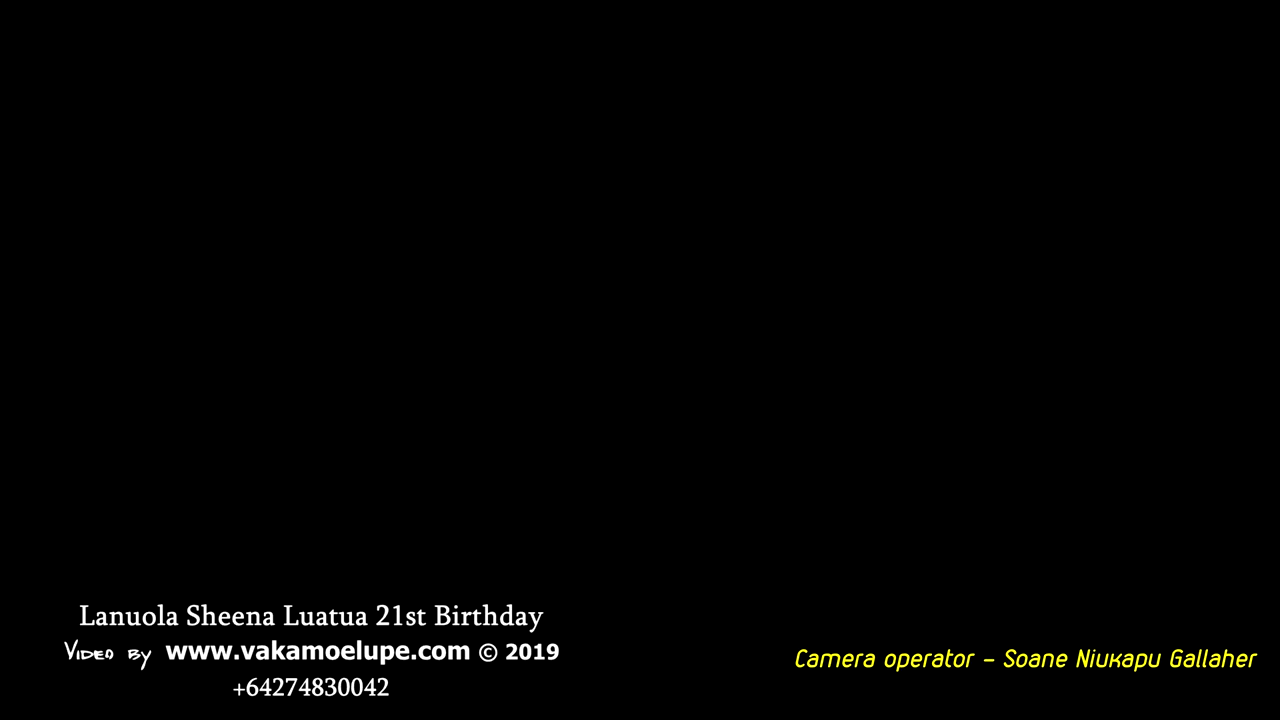 Lanuola Sheena Luatua 21st Birthday
Video by www.vakamoelupe.com © 2019
+64274830042
Camera operator - Soane Niukapu Gallaher